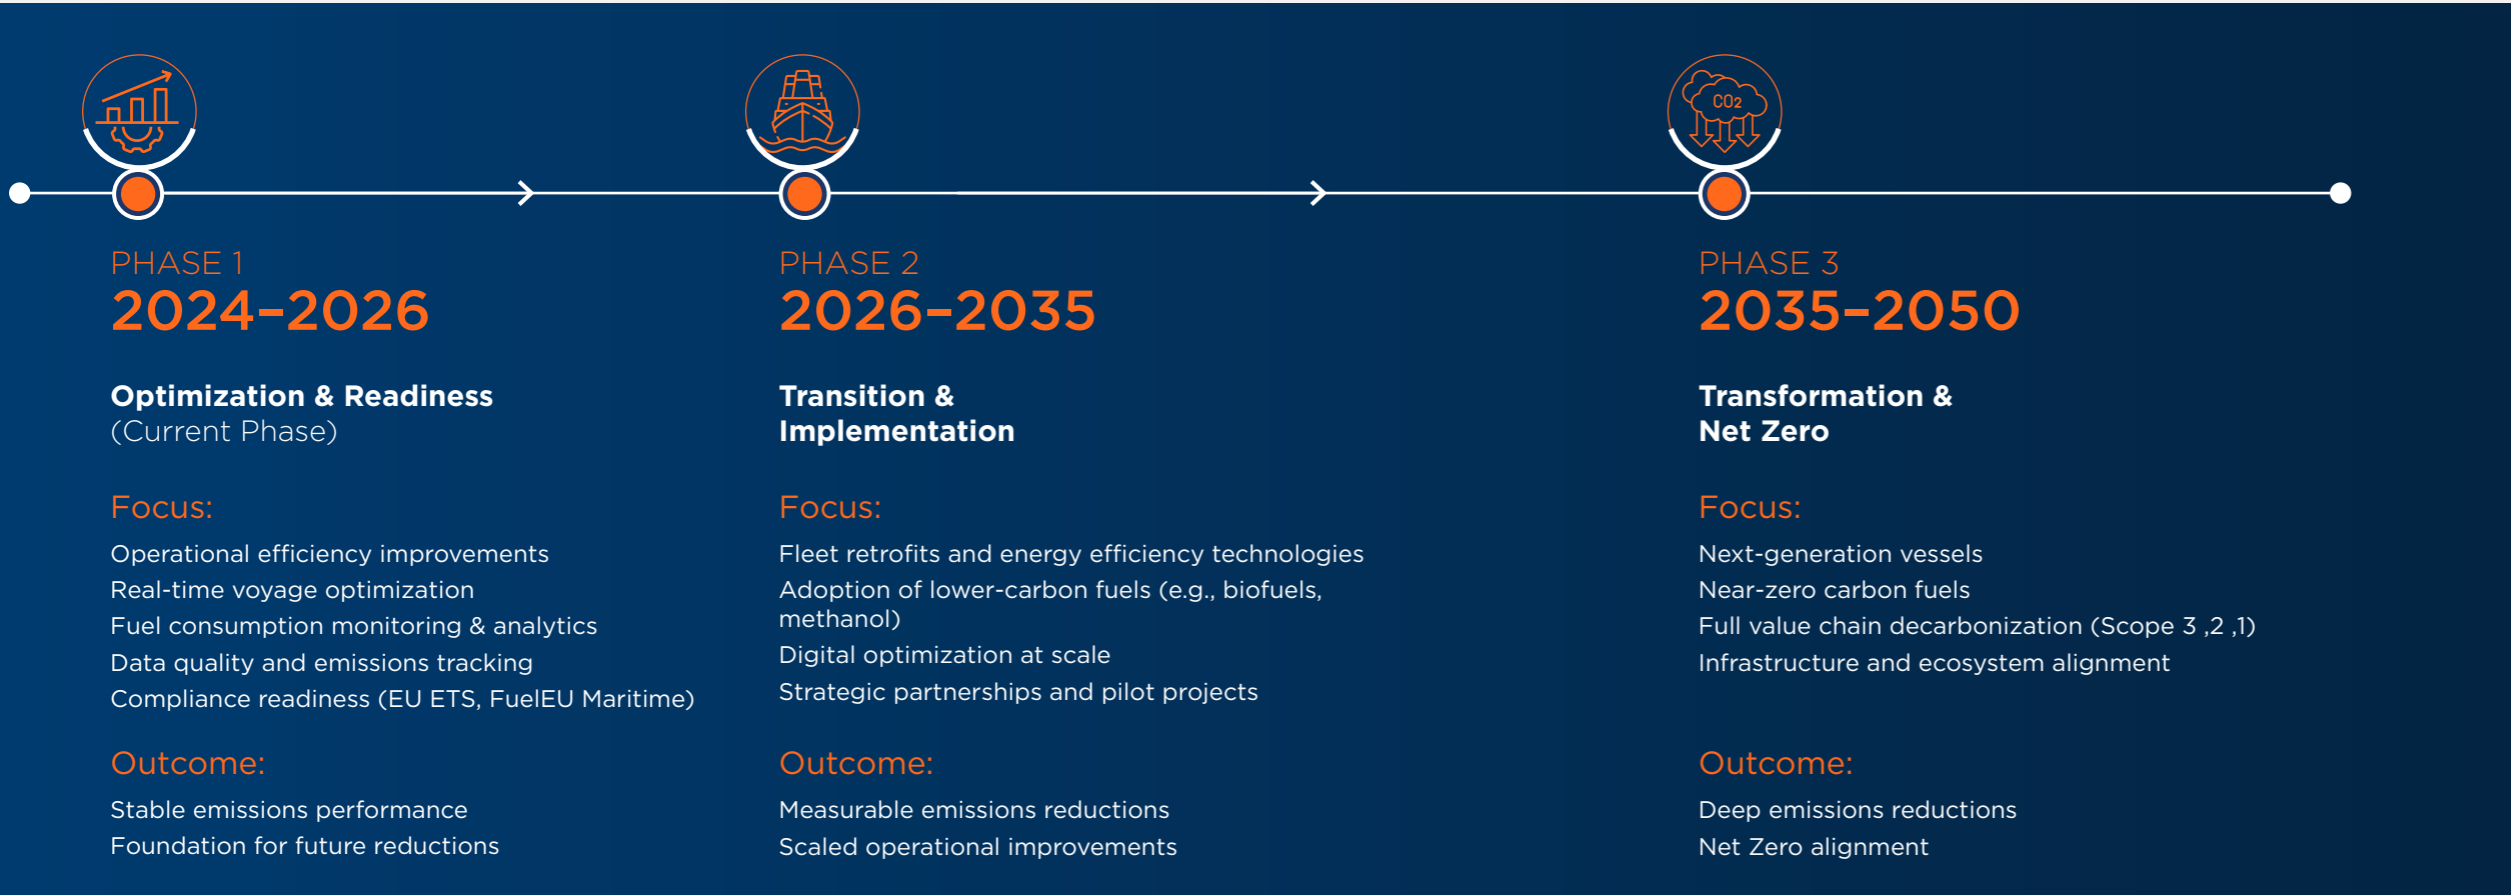 CO2
PHASE 1
2024–2026
Optimization & Readiness
(Current Phase)
Focus:
Operational efficiency improvements
Real-time voyage optimization
Fuel consumption monitoring & analytics
Data quality and emissions tracking
Compliance readiness (EU ETS, FuelEU Maritime)
Outcome:
Stable emissions performance
Foundation for future reductions
PHASE 2
2026–2035
Transition &
Implementation
Focus:
Fleet retrofits and energy efficiency technologies
Adoption of lower-carbon fuels (e.g., biofuels,
methanol)
Digital optimization at scale
Strategic partnerships and pilot projects
Outcome:
Measurable emissions reductions
Scaled operational improvements
PHASE 3
2035–2050
Transformation &
Net Zero
Focus:
Next-generation vessels
Near-zero carbon fuels
Full value chain decarbonization (Scope 3 ,2 ,1)
Infrastructure and ecosystem alignment
Outcome:
Deep emissions reductions
Net Zero alignment